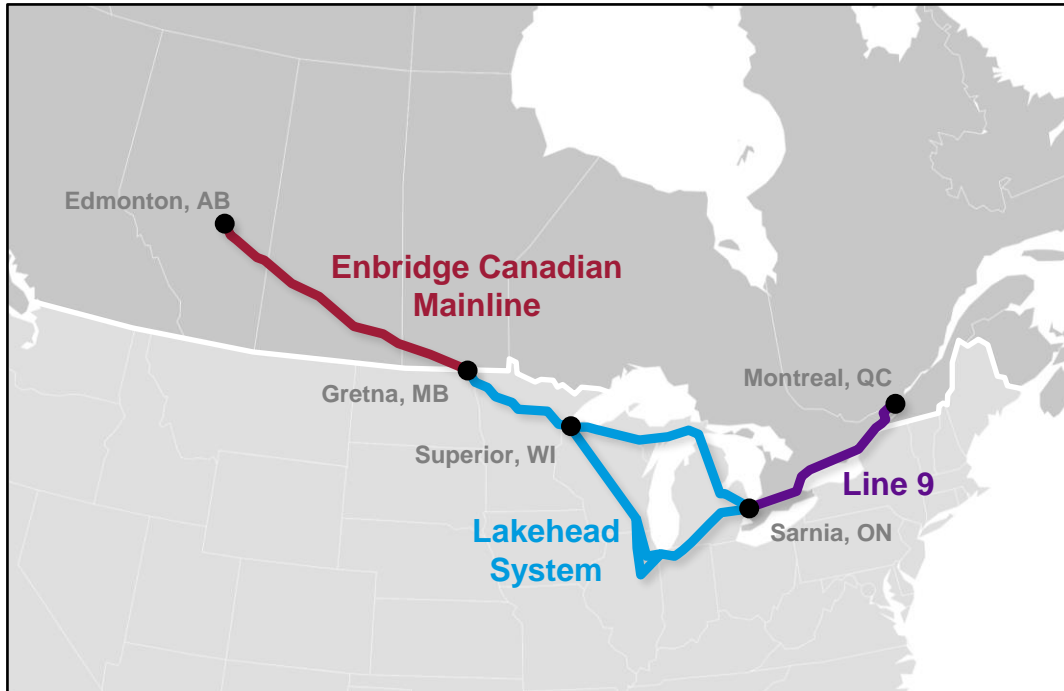 Edmonton, AB
Enbridge Canadian
Mainline
Gretna, MB
Montreal, QC
Superior, WI
Line 9
Lakehead
System
Sarnia, ON